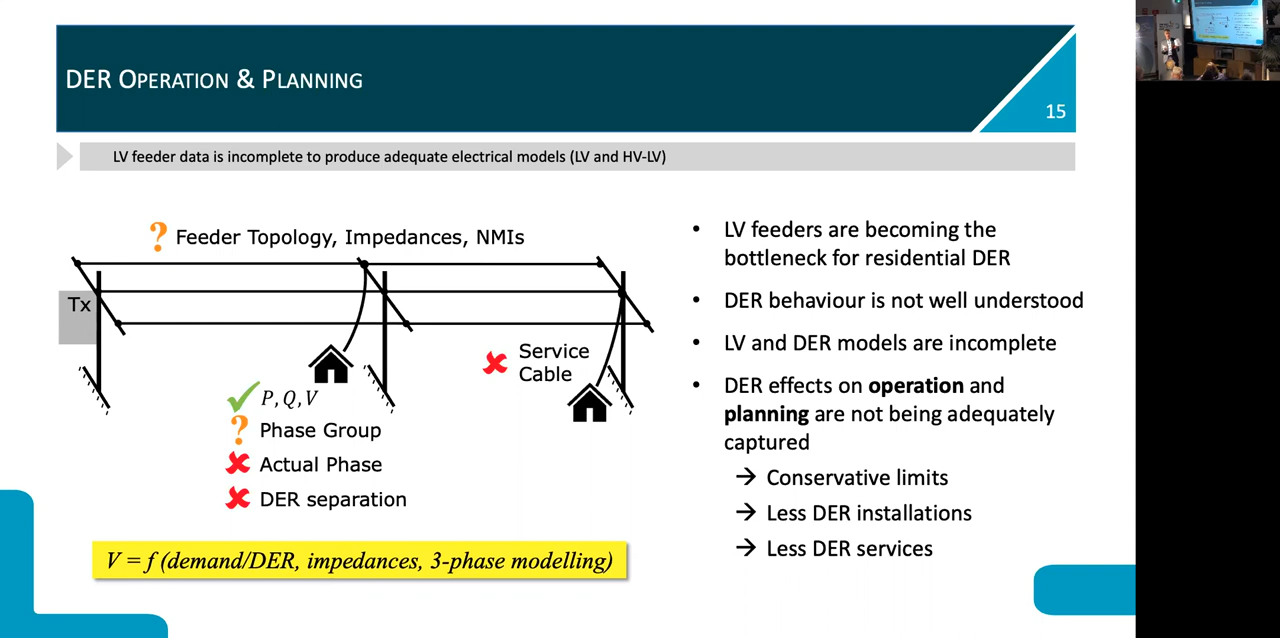 DER OPERATION & PLANNING
15
LV feeder data is incomplete to produce adequate electrical models (LV and HV-LV)
? Feeder Topology, Impedances, NMIs
Tx
Service
Cable
P, Q, V
? Phase Group
Actual Phase
DER separation
V = f (demand/DER, impedances, 3-phase modelling)
• LV feeders are becoming the
bottleneck for residential DER
• DER behaviour is not well understood
• LV and DER models are incomplete
• DER effects on operation and
planning are not being adequately
captured
→ Conservative limits
→ Less DER installations
→ Less DER services